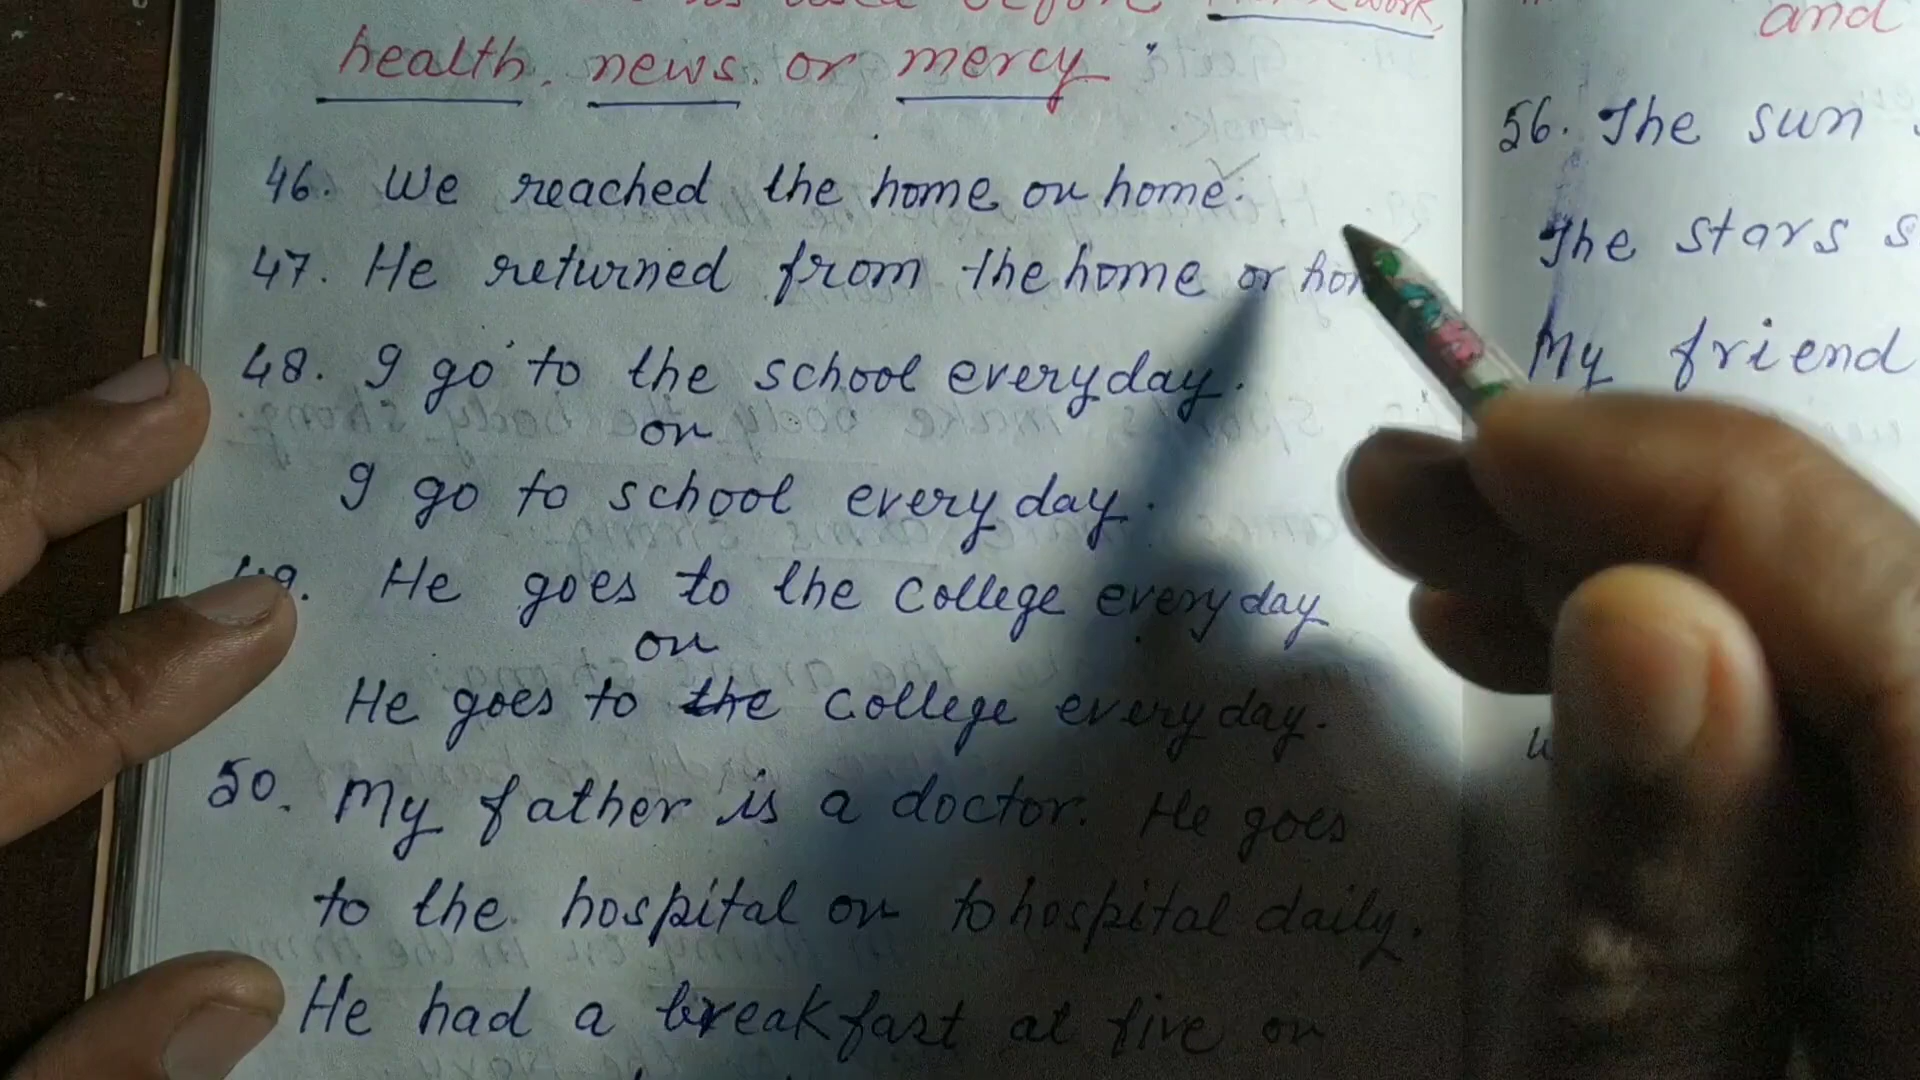 before
health, news, or mercy.
46. We reached the home or home.
47. He returned from the home or
48. I go to the school everyday.
or
I go to school everyday.
He goes to the college everyday
or
He goes to the college everyday.
50. My father is a doctor. He goes
to the hospital or to hospital daily.
He had a breakfast at five or
and
56. The sun
The stars
My friend